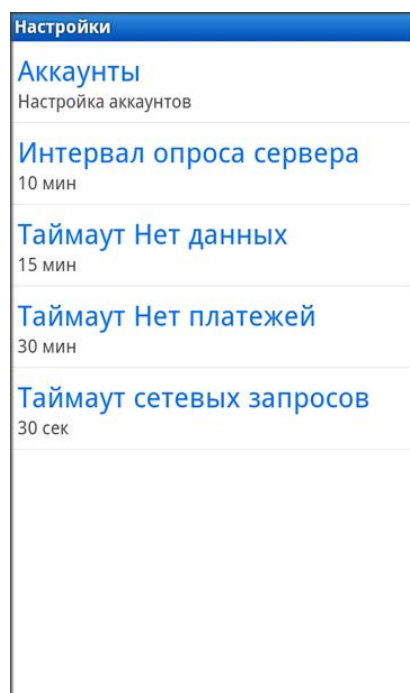 Настройки
Аккаунты
Настройка аккаунтов
Интервал опроса сервера
10 мин
Таймаут Нет данных
15 мин
Таймаут Нет платежей
30 мин
Таймаут сетевых запросов
30 сек